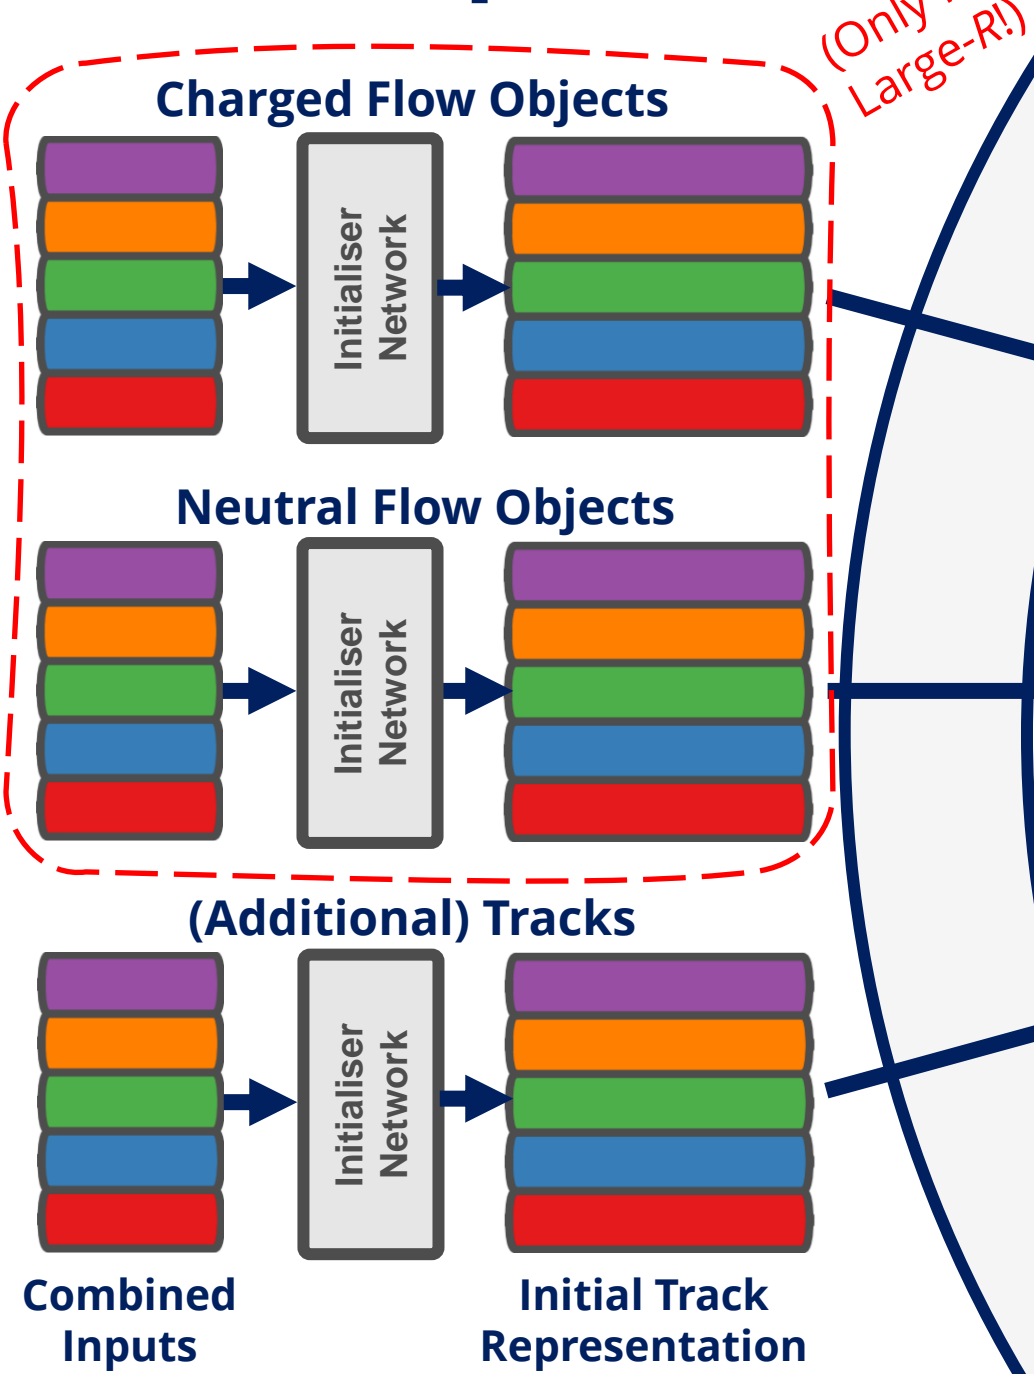 (Only
Large-R!)
Charged Flow Objects
Initialiser
Network
Neutral Flow Objects
Initialiser
Network
(Additional) Tracks
Initialiser
Network
Combined
Inputs
Initial Track
Representation